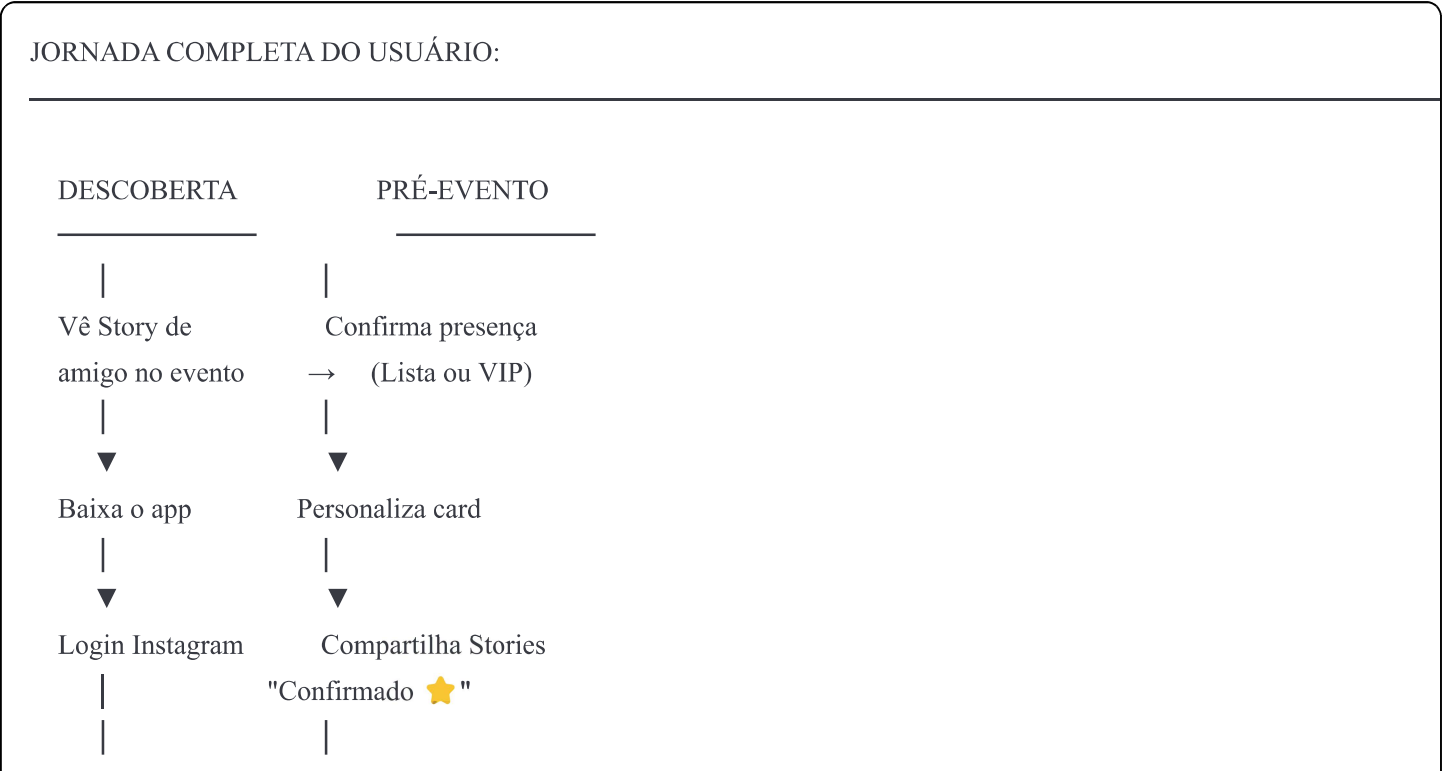 JORNADA COMPLETA DO USUÁRIO:
DESCOBERTA PRÉ-EVENTO
Vê Story de Confirma presença
amigo no evento → (Lista ou VIP)
▼ ▼
Baixa o app Personaliza card
▼ ▼
Login Instagram Compartilha Stories
"Confirmado ⭐"